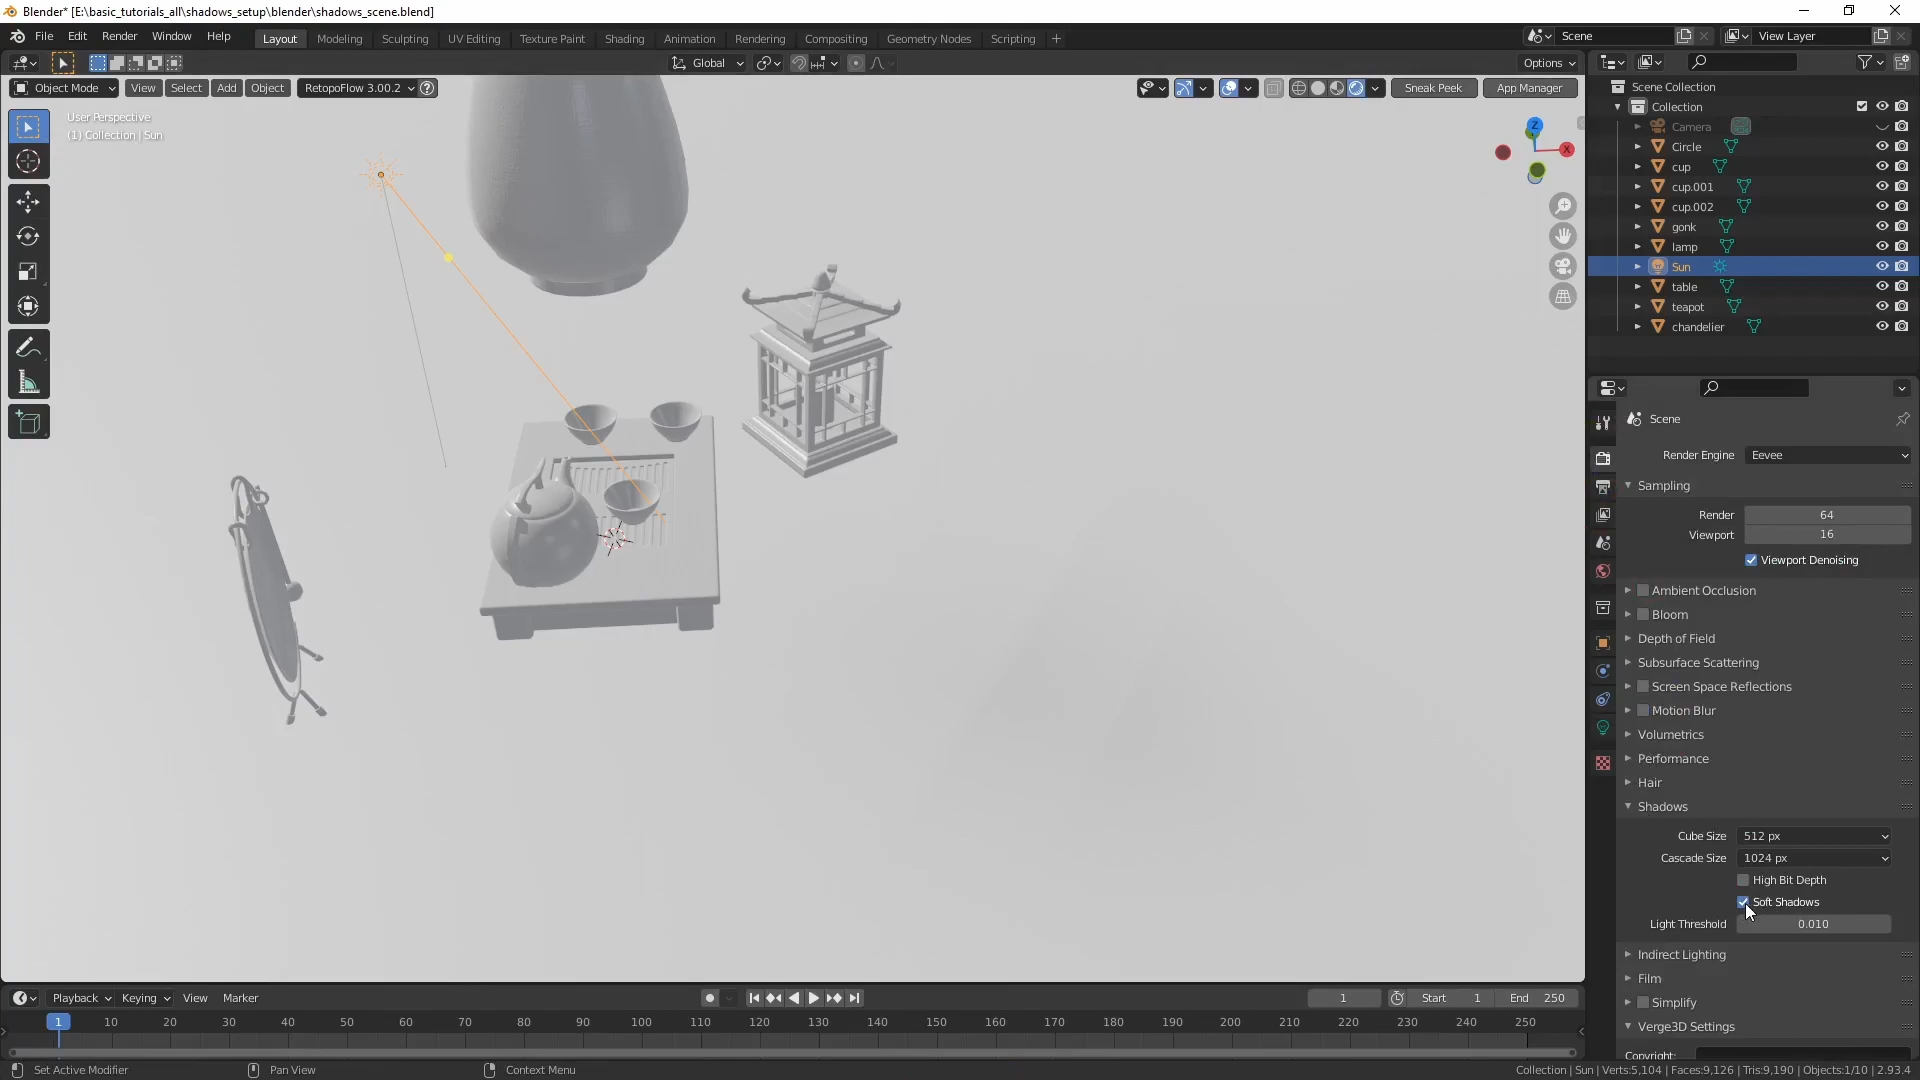 Blender* [E:\basic_tutorials_all\shadows_setup\blender\shadows_scene.blend]
File Edit Render Window Help Layout Modeling Sculpting UV Editing Texture Paint Shading Animation Rendering Compositing Geometry Nodes Scripting + Scene View Layer
Global Options
Object Mode View Select Add Object RetopoFlow 3.00.2 ? Sneak Peek App Manager
User Perspective
(1) Collection | Sun
Z
X
Scene Collection
Collection
Camera
Circle
cup
cup.001
cup.002
gonk
lamp
Sun
table
teapot
chandelier
Scene
Render Engine Eevee
Sampling
Render 64
Viewport 16
Viewport Denoising
Ambient Occlusion
Bloom
Depth of Field
Subsurface Scattering
Screen Space Reflections
Motion Blur
Volumetrics
Performance
Hair
Shadows
Cube Size 512 px
Cascade Size 1024 px
High Bit Depth
Soft Shadows
Light Threshold 0.010
Indirect Lighting
Film
Simplify
Verge3D Settings
Copyright:
Playback Keying View Marker 1 Start 1 End 250
1 10 20 30 40 50 60 70 80 90 100 110 120 130 140 150 160 170 180 190 200 210 220 230 240 250
Set Active Modifier Pan View Context Menu Collection | Sun | Verts:5,104 | Faces:9,126 | Tris:9,190 | Objects:1/10 | 2.93.4